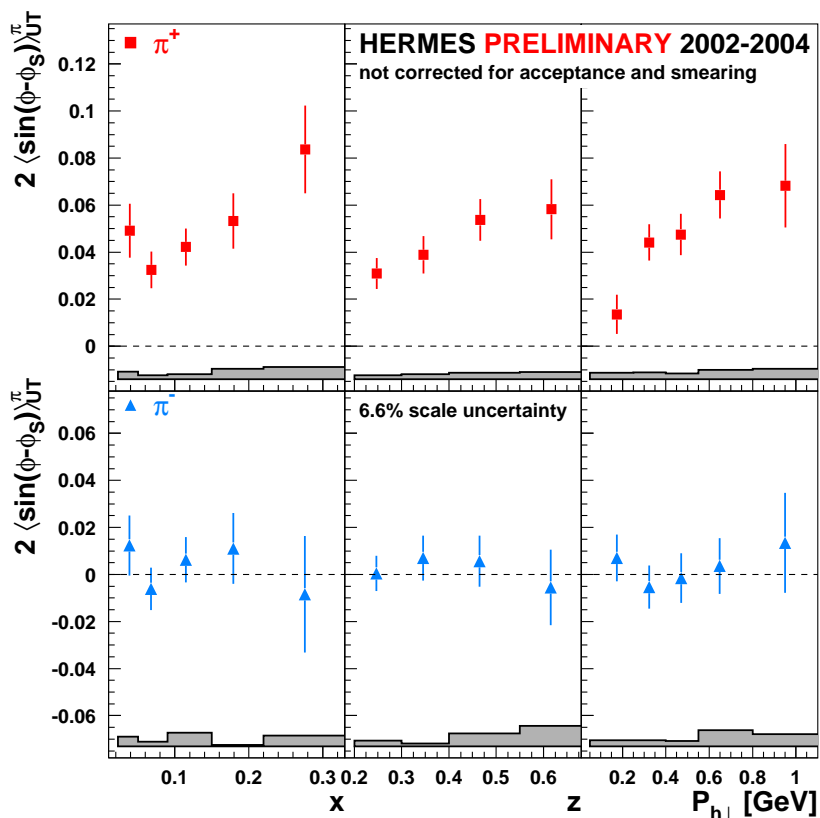 2 ⟨sin(ϕ-ϕS)⟩πUT
π+
HERMES PRELIMINARY 2002-2004
not corrected for acceptance and smearing
0.12
0.1
0.08
0.06
0.04
0.02
0
2 ⟨sin(ϕ-ϕS)⟩πUT
π-
6.6% scale uncertainty
0.06
0.04
0.02
0
-0.02
-0.04
-0.06
0.1 0.2 0.3 0.2 0.3 0.4 0.5 0.6 0.2 0.4 0.6 0.8 1
x z Ph⊥ [GeV]